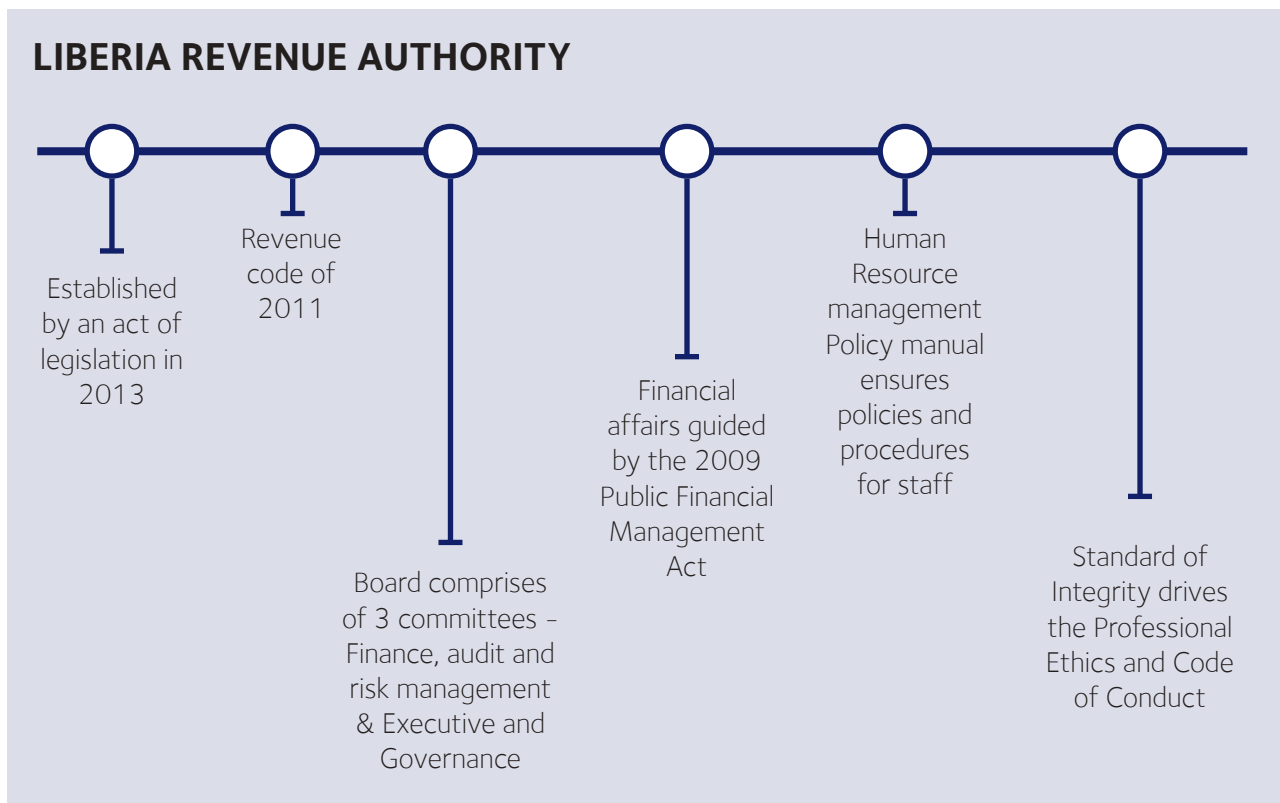 LIBERIA REVENUE AUTHORITY
Established
by an act of
legislation in
2013
Revenue
code of
2011
Board comprises
of 3 committees –
Finance, audit and
risk management
& Executive and
Governance
Financial
affairs guided
by the 2009
Public Financial
Management
Act
Human
Resource
management
Policy manual
ensures
policies and
procedures
for staff
Standard of
Integrity drives
the Professional
Ethics and Code
of Conduct